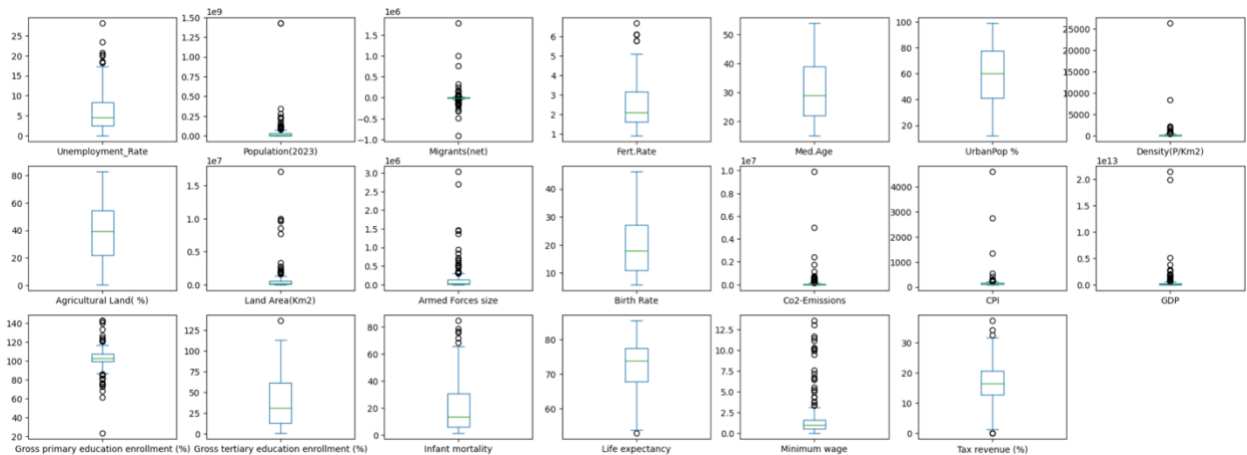 1e9 1e6
25 20 15 10 5 0 1.50 1.25 1.00 0.75 0.50 0.25 0.00 1.5 1.0 0.5 0.0 −0.5 −1.0 6 5 4 3 2 1 50 40 30 20 100 80 60 40 20 25000 20000 15000 10000 5000 0
Unemployment_Rate Population(2023) Migrants(net) Fert.Rate Med.Age UrbanPop % Density(P/Km2)
1e7 1e6 1e7 1e13
80 60 40 20 0 1.5 1.0 0.5 0.0 3.0 2.5 2.0 1.5 1.0 0.5 0.0 40 30 20 10 1.0 0.8 0.6 0.4 0.2 0.0 4000 3000 2000 1000 0 2.0 1.5 1.0 0.5 0.0
Agricultural Land( %) Land Area(Km2) Armed Forces size Birth Rate Co2-Emissions CPI GDP
140 120 100 80 60 40 20 125 100 75 50 25 0 80 60 40 20 0 80 70 60 12.5 10.0 7.5 5.0 2.5 0.0 30 20 10 0
Gross primary education enrollment (%) Gross tertiary education enrollment (%) Infant mortality Life expectancy Minimum wage Tax revenue (%)